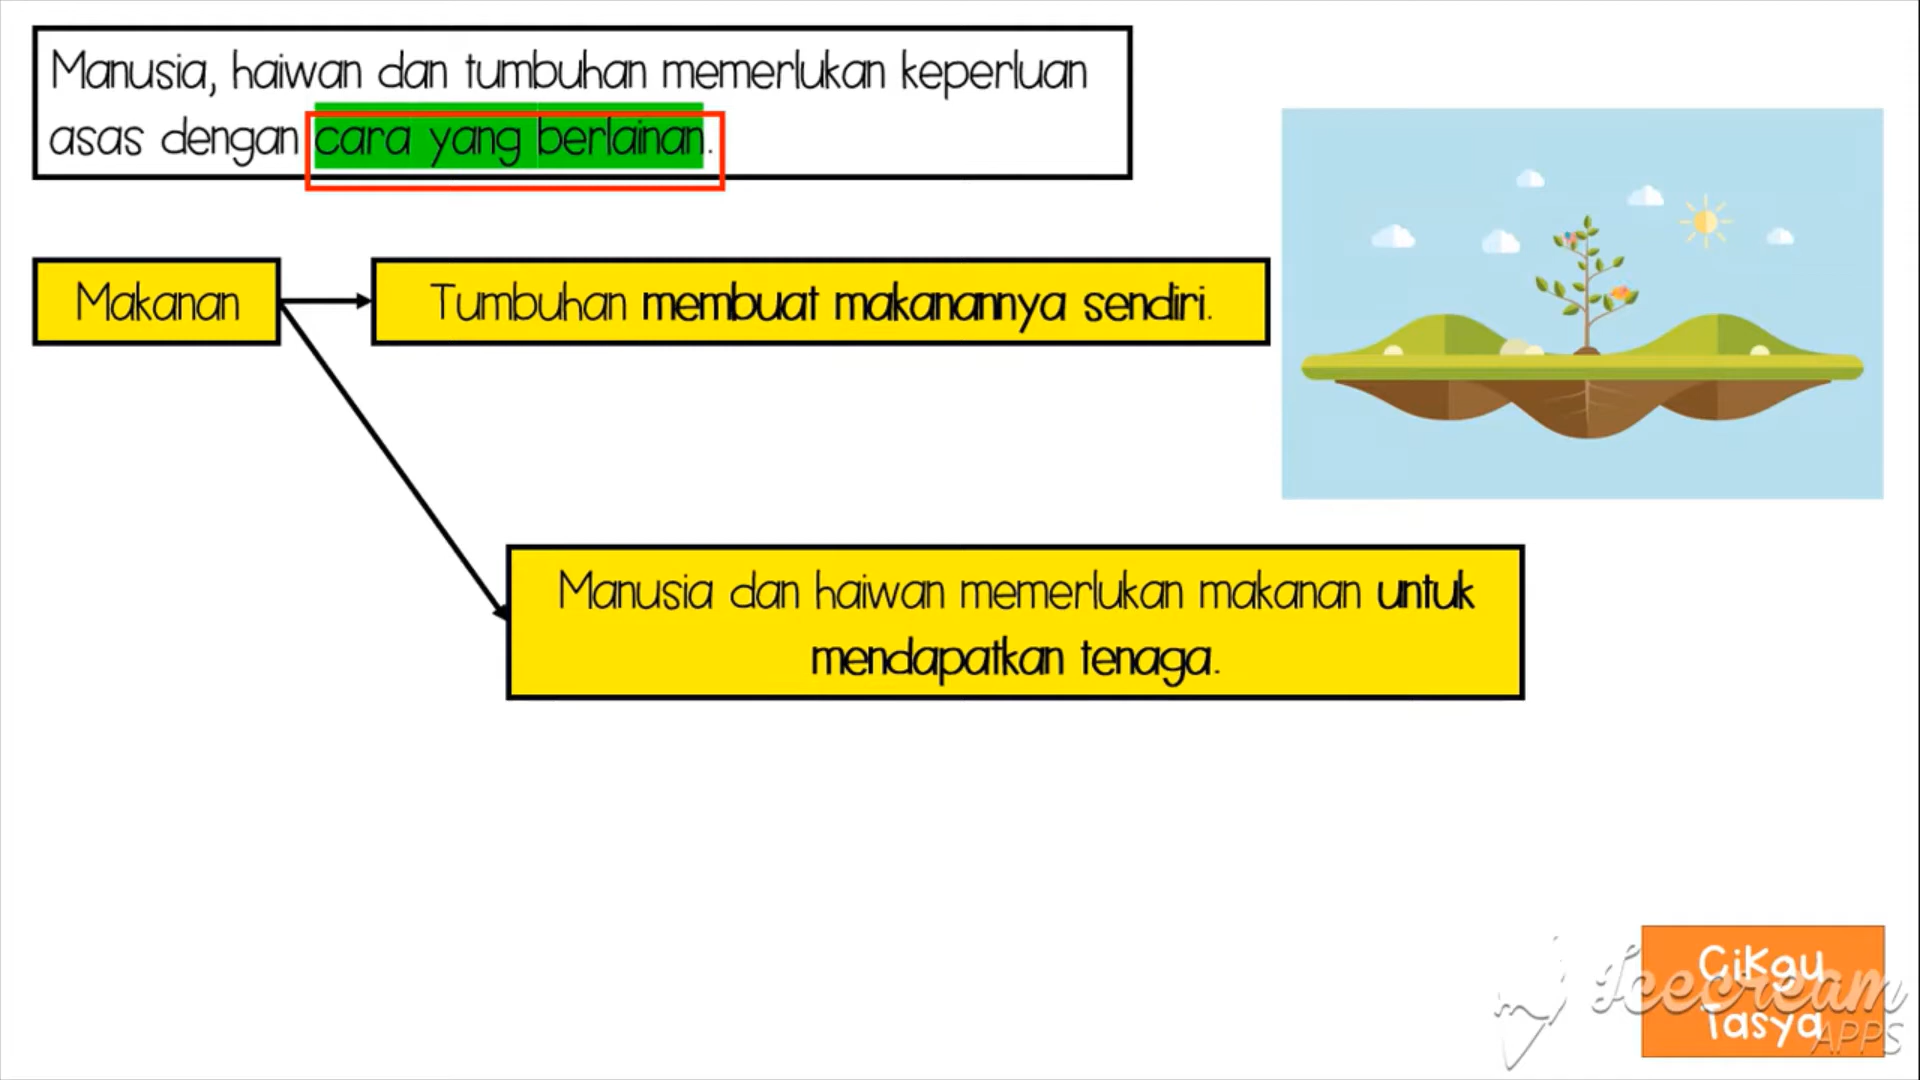 Manusia, haiwan dan tumbuhan memerlukan keperluan
asas dengan cara yang berlainan.
Makanan
Tumbuhan membuat makanannya sendiri.
Manusia dan haiwan memerlukan makanan untuk
mendapatkan tenaga.
Cikgu
Tasya
Icecream
APPS